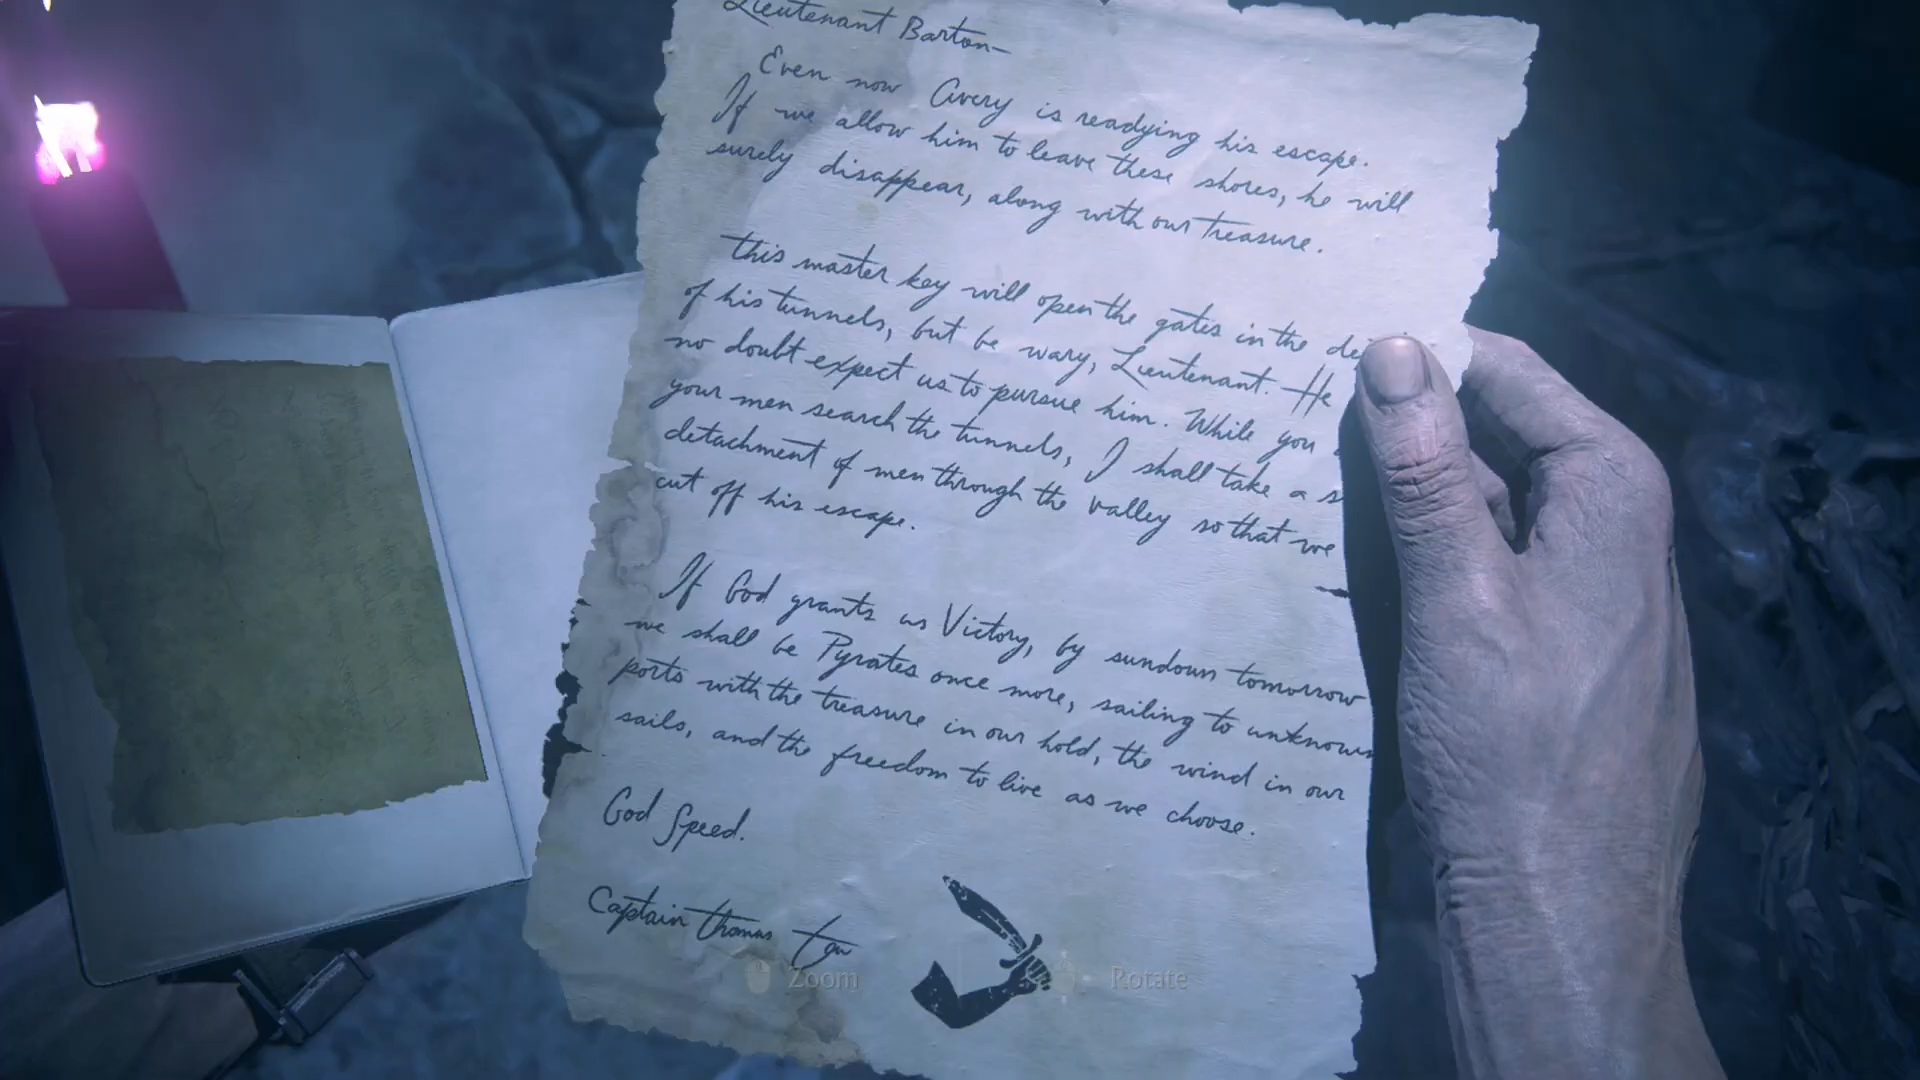 Lieutenant Barton-
Even now Avery is readying his escape.
If we allow him to leave these shores, he will
surely disappear, along with our treasure.
This master key will open the gates in the
of his tunnels, but be wary, Lieutenant. He
no doubt expect us to pursue him. While you
your men search the tunnels, I shall take a
detachment of men through the valley so that we
cut off his escape.
If God grants us Victory, by sundown tomorrow
we shall be Pyrates once more, sailing to unknown
ports with the treasure in our hold, the wind in our
sails, and the freedom to live as we choose.
God Speed.
Captain Thomas Tew
Zoom
Rotate